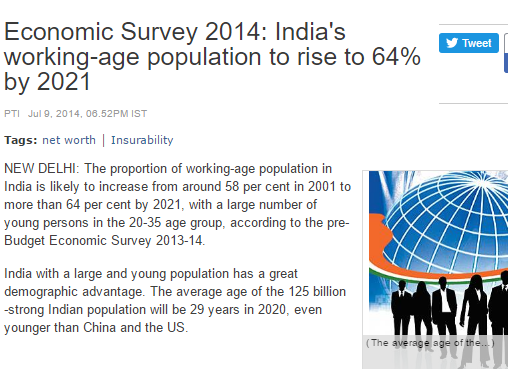 Economic Survey 2014: India's
working-age population to rise to 64%
by 2021
Tweet
PTI Jul 9, 2014, 06.52PM IST
Tags: net worth | Insurability
NEW DELHI: The proportion of working-age population in
India is likely to increase from around 58 per cent in 2001 to
more than 64 per cent by 2021, with a large number of
young persons in the 20-35 age group, according to the pre-
Budget Economic Survey 2013-14.
India with a large and young population has a great
demographic advantage. The average age of the 125 billion
-strong Indian population will be 29 years in 2020, even
younger than China and the US.
(The average age of the...)